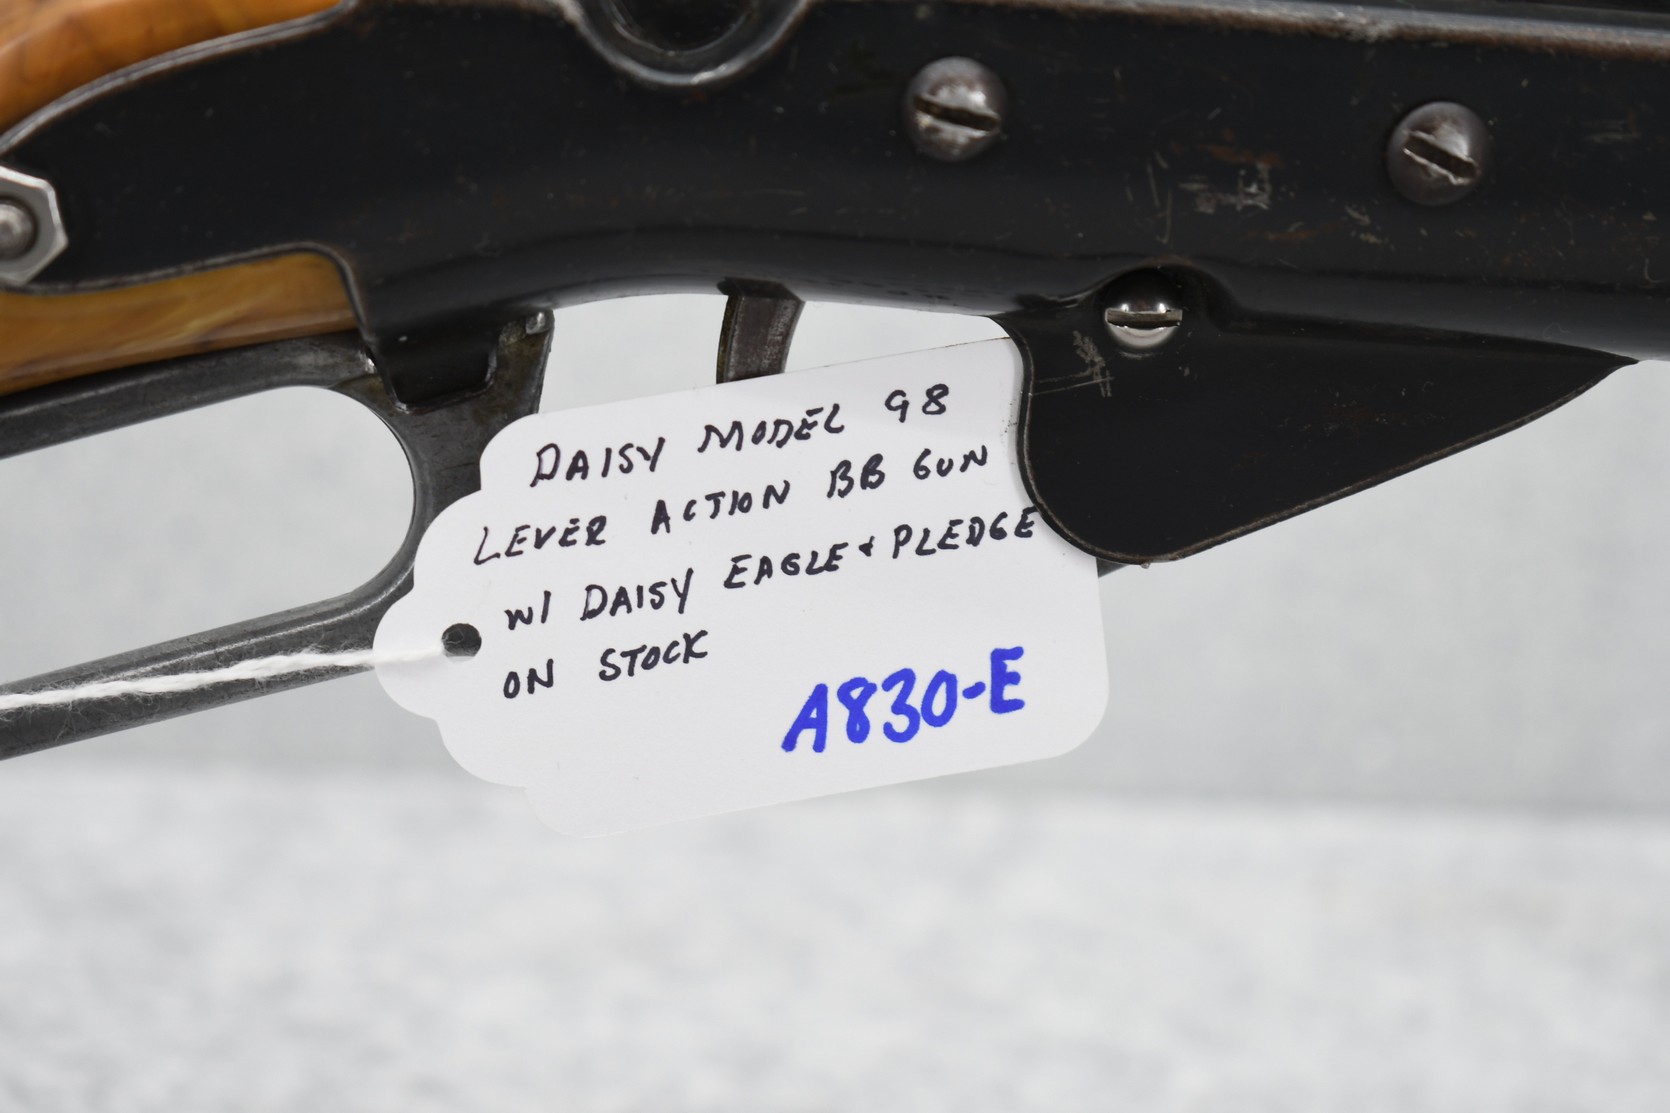 DAISY MODEL 98
LEVER ACTION BB GUN
W/ DAISY EAGLE & PLEDGE
ON STOCK
A830-E